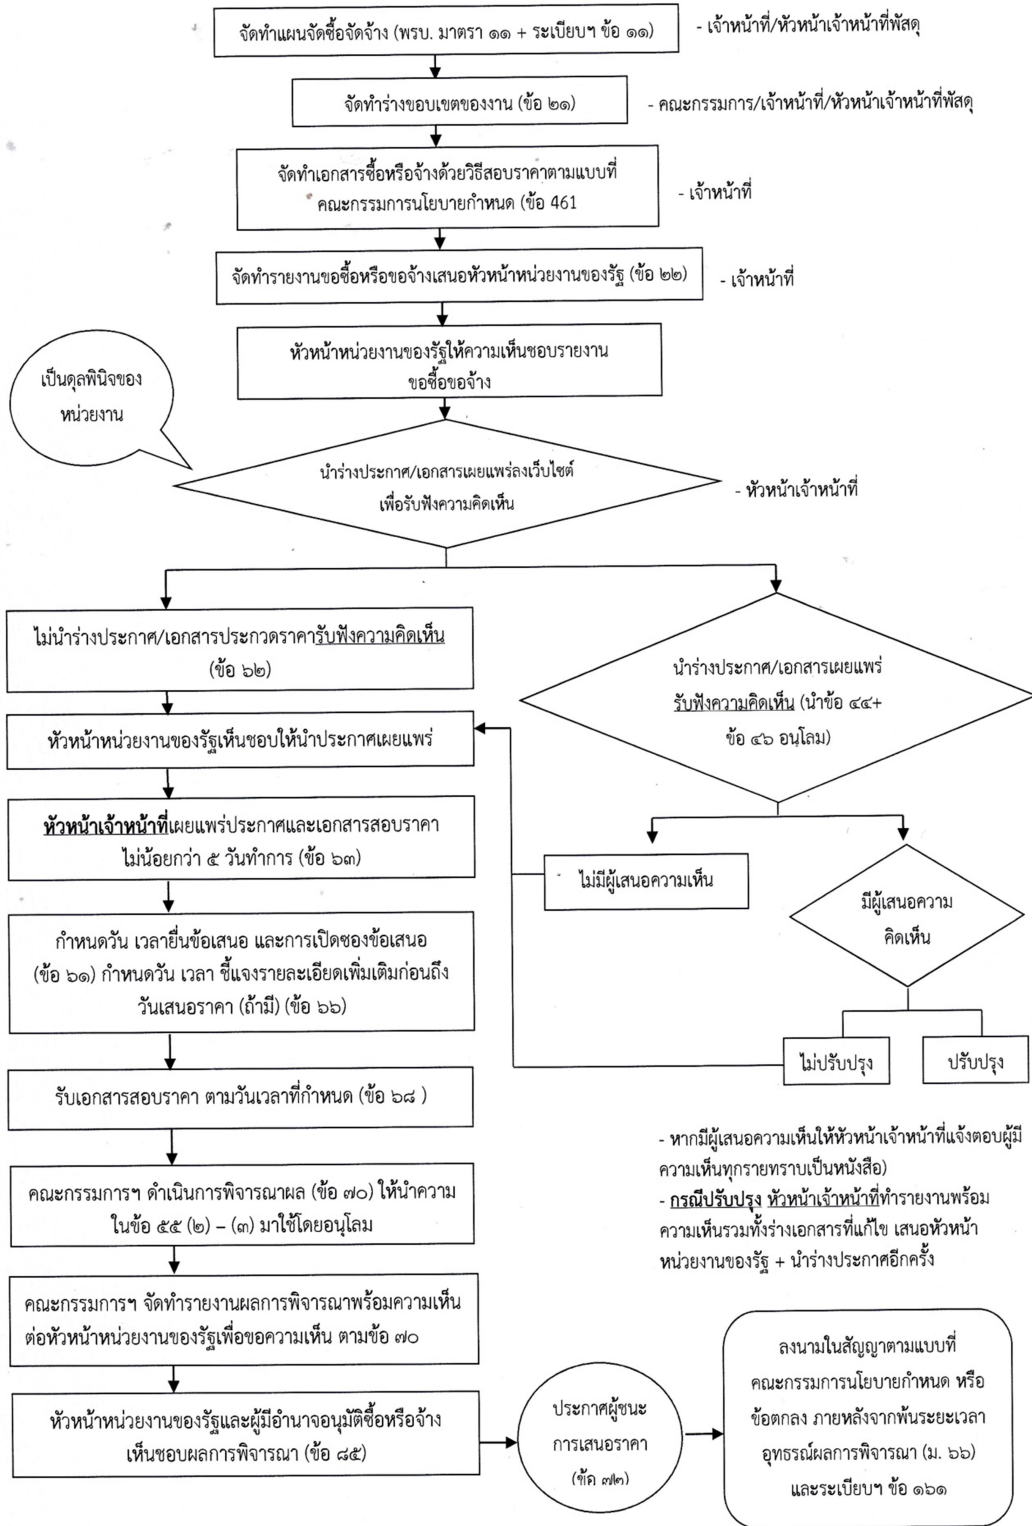 จัดทำแผนจัดซื้อจัดจ้าง (พรบ. มาตรา ๑๑ + ระเบียบฯ ข้อ ๑๑)
- เจ้าหน้าที่/หัวหน้าเจ้าหน้าที่พัสดุ
จัดทำร่างขอบเขตของงาน (ข้อ ๒๑)
- คณะกรรมการ/เจ้าหน้าที่/หัวหน้าเจ้าหน้าที่พัสดุ
จัดทำเอกสารซื้อหรือจ้างด้วยวิธีสอบราคาตามแบบที่
คณะกรรมการนโยบายกำหนด (ข้อ 461
- เจ้าหน้าที่
จัดทำรายงานขอซื้อหรือขอจ้างเสนอหัวหน้าหน่วยงานของรัฐ (ข้อ ๒๒)
- เจ้าหน้าที่
หัวหน้าหน่วยงานของรัฐให้ความเห็นชอบรายงาน
ขอซื้อขอจ้าง
เป็นดุลพินิจของ
หน่วยงาน
นำร่างประกาศ/เอกสารเผยแพร่ลงเว็บไซต์
เพื่อรับฟังความคิดเห็น
- หัวหน้าเจ้าหน้าที่
ไม่นำร่างประกาศ/เอกสารประกวดราคารับฟังความคิดเห็น
(ข้อ ๖๒)
นำร่างประกาศ/เอกสารเผยแพร่
รับฟังความคิดเห็น (นำข้อ ๔๔+
ข้อ ๔๖ อนุโลม)
หัวหน้าหน่วยงานของรัฐเห็นชอบให้นำประกาศเผยแพร่
หัวหน้าเจ้าหน้าที่เผยแพร่ประกาศและเอกสารสอบราคา
ไม่น้อยกว่า ๕ วันทำการ (ข้อ ๖๓)
ไม่มีผู้เสนอความเห็น
มีผู้เสนอความ
คิดเห็น
กำหนดวัน เวลายื่นข้อเสนอ และการเปิดซองข้อเสนอ
(ข้อ ๖๑) กำหนดวัน เวลา ชี้แจงรายละเอียดเพิ่มเติมก่อนถึง
วันเสนอราคา (ถ้ามี) (ข้อ ๖๖)
ไม่ปรับปรุง
ปรับปรุง
รับเอกสารสอบราคา ตามวันเวลาที่กำหนด (ข้อ ๖๘ )
- หากมีผู้เสนอความเห็นให้หัวหน้าเจ้าหน้าที่แจ้งตอบผู้มี
ความเห็นทุกรายทราบเป็นหนังสือ)
- กรณีปรับปรุง หัวหน้าเจ้าหน้าที่ทำรายงานพร้อม
ความเห็นรวมทั้งร่างเอกสารที่แก้ไข เสนอหัวหน้า
หน่วยงานของรัฐ + นำร่างประกาศอีกครั้ง
คณะกรรมการฯ ดำเนินการพิจารณาผล (ข้อ ๗๐) ให้นำความ
ในข้อ ๕๕ (๒) – (๓) มาใช้โดยอนุโลม
คณะกรรมการฯ จัดทำรายงานผลการพิจารณาพร้อมความเห็น
ต่อหัวหน้าหน่วยงานของรัฐเพื่อขอความเห็น ตามข้อ ๗๐
หัวหน้าหน่วยงานของรัฐและผู้มีอำนาจอนุมัติซื้อหรือจ้าง
เห็นชอบผลการพิจารณา (ข้อ ๘๕)
ประกาศผู้ชนะ
การเสนอราคา
(ข้อ ๗๒)
ลงนามในสัญญาตามแบบที่
คณะกรรมการนโยบายกำหนด หรือ
ข้อตกลง ภายหลังจากพ้นระยะเวลา
อุทธรณ์ผลการพิจารณา (ม. ๖๖)
และระเบียบฯ ข้อ ๑๖๑